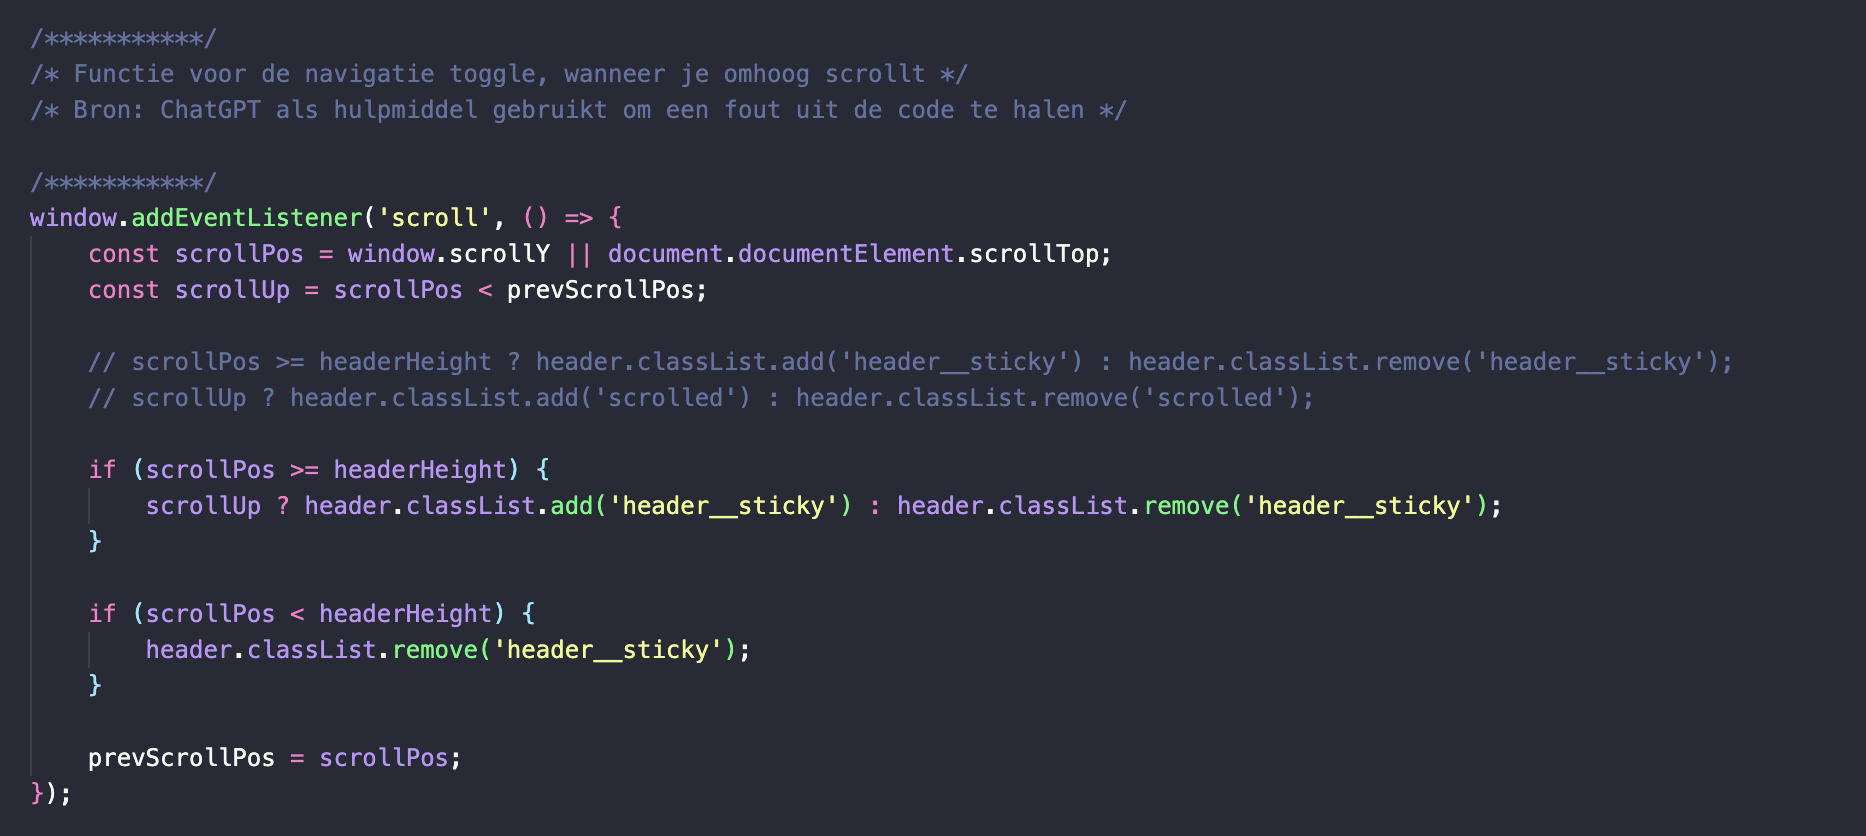 /***********/
/* Functie voor de navigatie toggle, wanneer je omhoog scrollt */
/* Bron: ChatGPT als hulpmiddel gebruikt om een fout uit de code te halen */
/***********/
window.addEventListener('scroll', () => {
    const scrollPos = window.scrollY || document.documentElement.scrollTop;
    const scrollUp = scrollPos < prevScrollPos;
    // scrollPos >= headerHeight ? header.classList.add('header__sticky') : header.classList.remove('header__sticky');
    // scrollUp ? header.classList.add('scrolled') : header.classList.remove('scrolled');
    if (scrollPos >= headerHeight) {
        scrollUp ? header.classList.add('header__sticky') : header.classList.remove('header__sticky');
    }
    if (scrollPos < headerHeight) {
        header.classList.remove('header__sticky');
    }
    prevScrollPos = scrollPos;
});